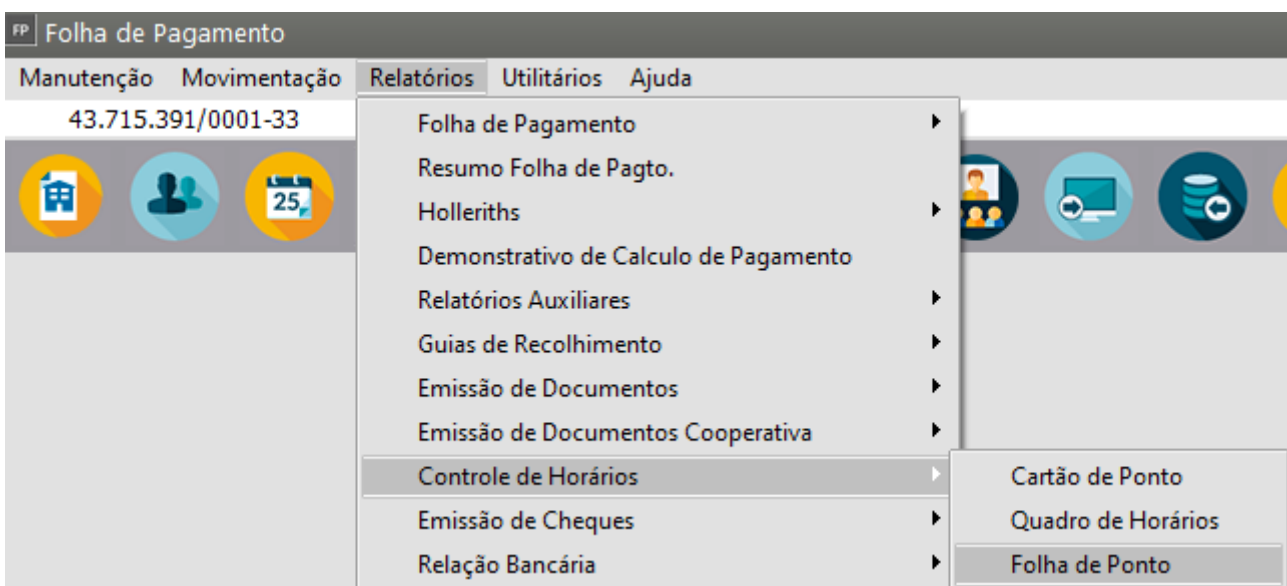 FP Folha de Pagamento
Manutenção Movimentação Relatórios Utilitários Ajuda
43.715.391/0001-33
25
Folha de Pagamento
Resumo Folha de Pagto.
Holleriths
Demonstrativo de Calculo de Pagamento
Relatórios Auxiliares
Guias de Recolhimento
Emissão de Documentos
Emissão de Documentos Cooperativa
Controle de Horários
Emissão de Cheques
Relação Bancária
Cartão de Ponto
Quadro de Horários
Folha de Ponto